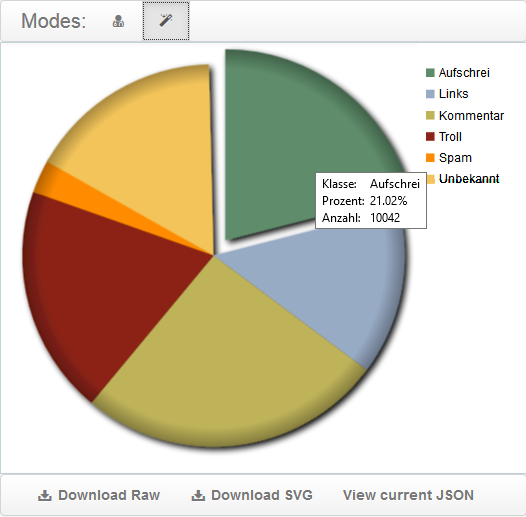 Modes:
Aufschrei
Links
Kommentar
Troll
Spam
Unbekannt
Klasse: Aufschrei
Prozent: 21.02%
Anzahl: 10042
Download Raw Download SVG View current JSON